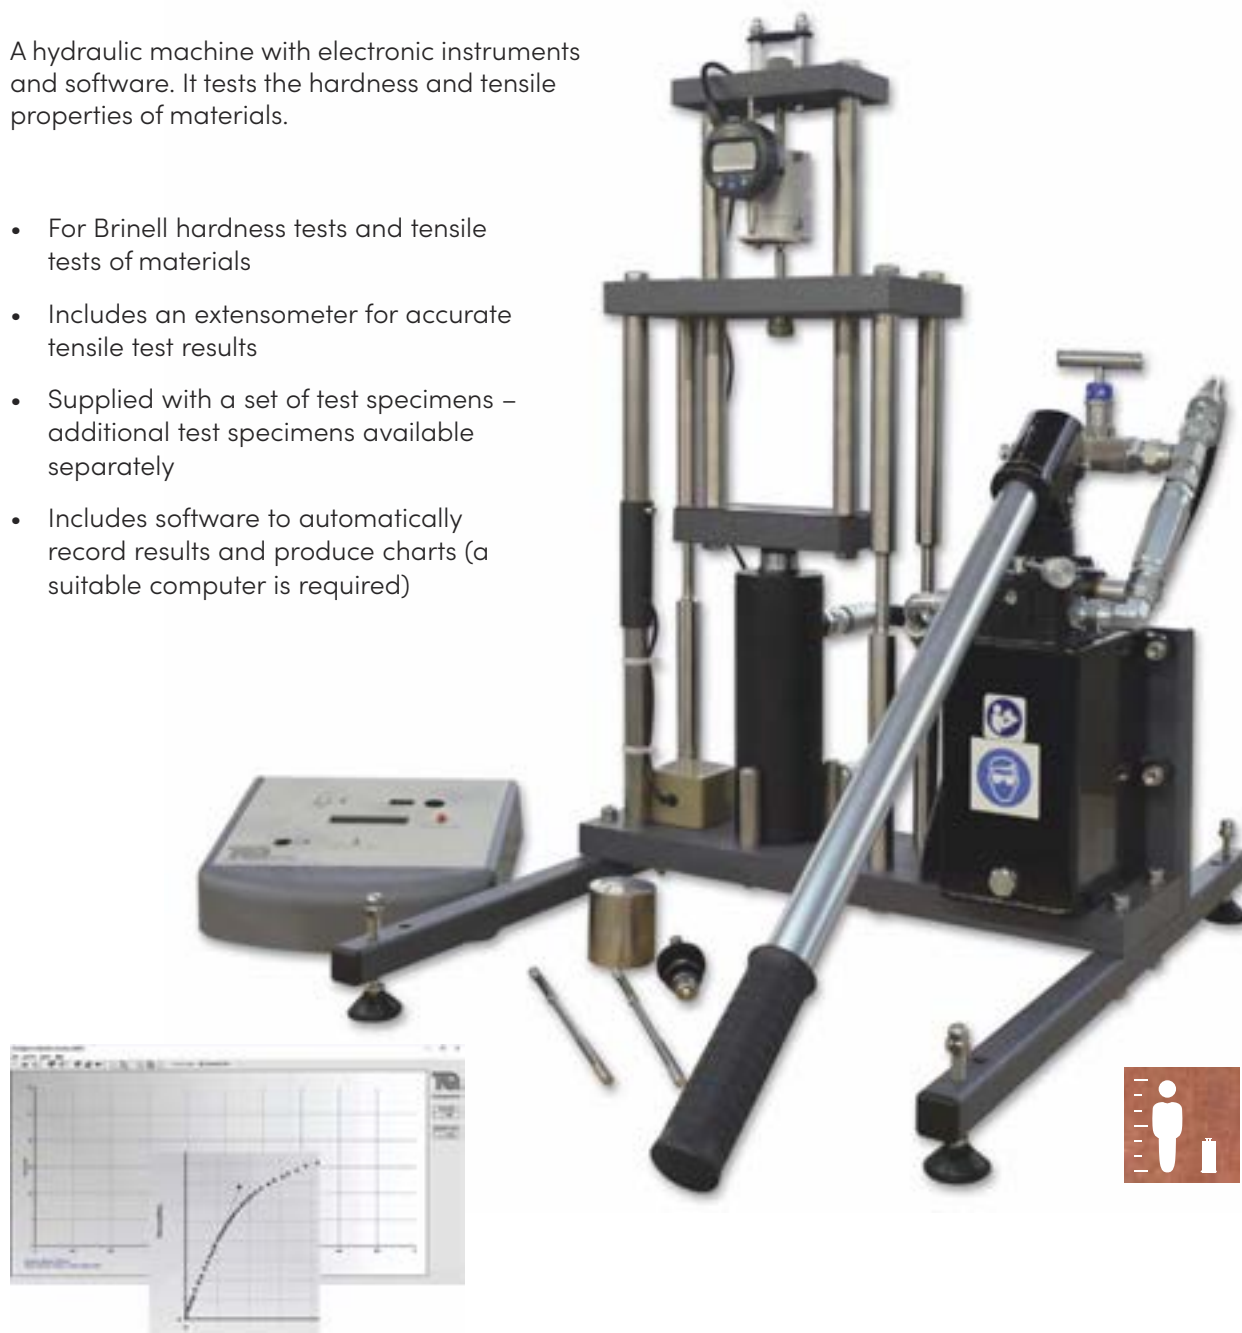 A hydraulic machine with electronic instruments
and software. It tests the hardness and tensile
properties of materials.
• For Brinell hardness tests and tensile
tests of materials
• Includes an extensometer for accurate
tensile test results
• Supplied with a set of test specimens –
additional test specimens available
separately
• Includes software to automatically
record results and produce charts (a
suitable computer is required)